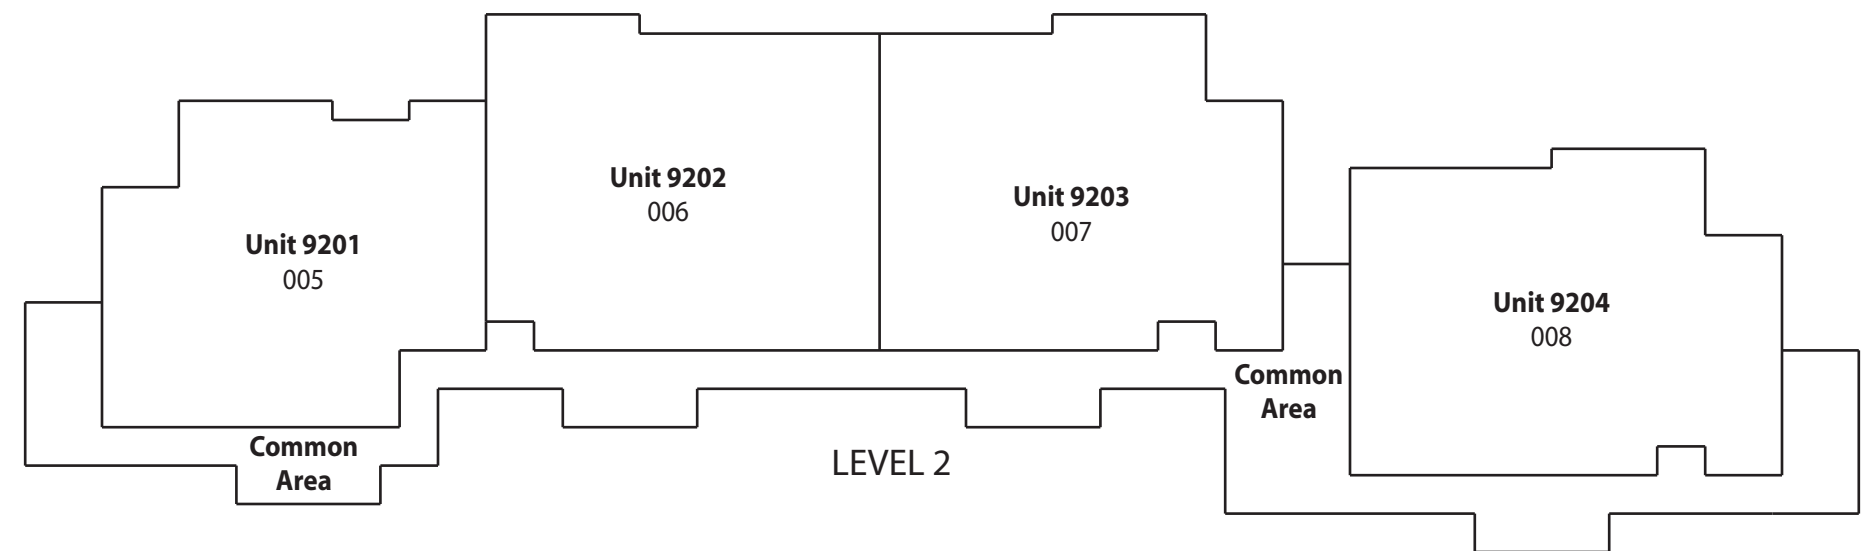 Unit 9201
005
Unit 9202
006
Unit 9203
007
Unit 9204
008
Common
Area
Common
Area
LEVEL 2